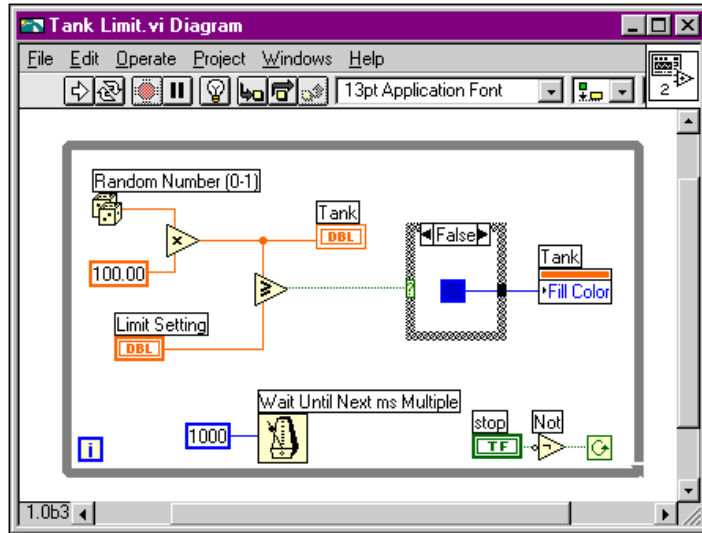 Tank Limit.vi Diagram
File Edit Operate Project Windows Help
13pt Application Font
2
Random Number (0-1)
Tank
DBL
False
Tank
Fill Color
×
100.00
≥
?
Limit Setting
DBL
Wait Until Next ms Multiple
1000
stop
TF
Not
i
1.0b3